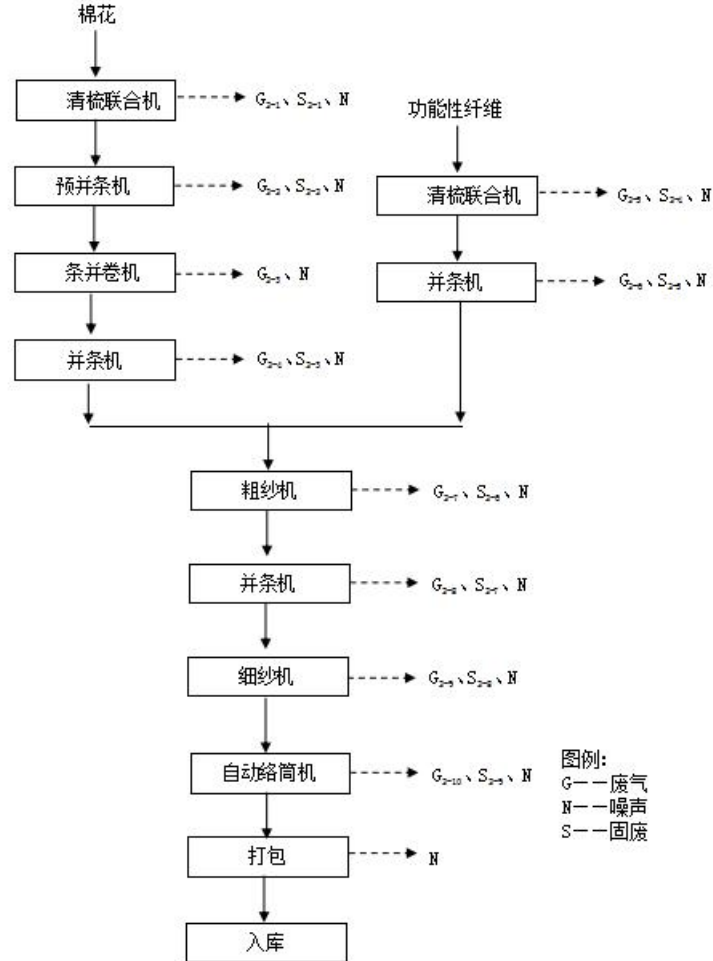 棉花
清梳联合机
G₂₋₁、S₂₋₁、N
预并条机
G₂₋₂、S₂₋₂、N
条并卷机
G₂₋₃、N
并条机
G₂₋₄、S₂₋₃、N
功能性纤维
清梳联合机
G₂₋₅、S₂₋₄、N
并条机
G₂₋₆、S₂₋₅、N
粗纱机
G₂₋₇、S₂₋₆、N
并条机
G₂₋₈、S₂₋₇、N
细纱机
G₂₋₉、S₂₋₈、N
自动络筒机
G₂₋₁₀、S₂₋₉、N
打包
N
入库
图例:
G——废气
N——噪声
S——固废